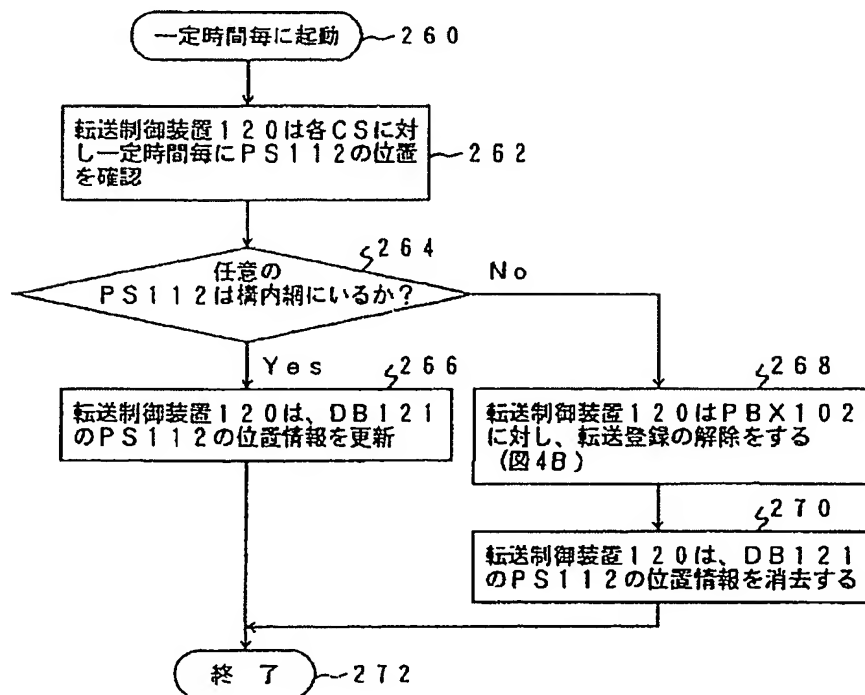 一定時間毎に起動
260
転送制御装置120は各CSに対
し一定時間毎にPS112の位置
を確認
262
264
任意の
PS112は構内網にいるか?
No
Yes
266
転送制御装置120は、DB121
のPS112の位置情報を更新
268
転送制御装置120はPBX102
に対し、転送登録の解除をする
(図4B)
270
転送制御装置120は、DB121
のPS112の位置情報を消去する
終了
272